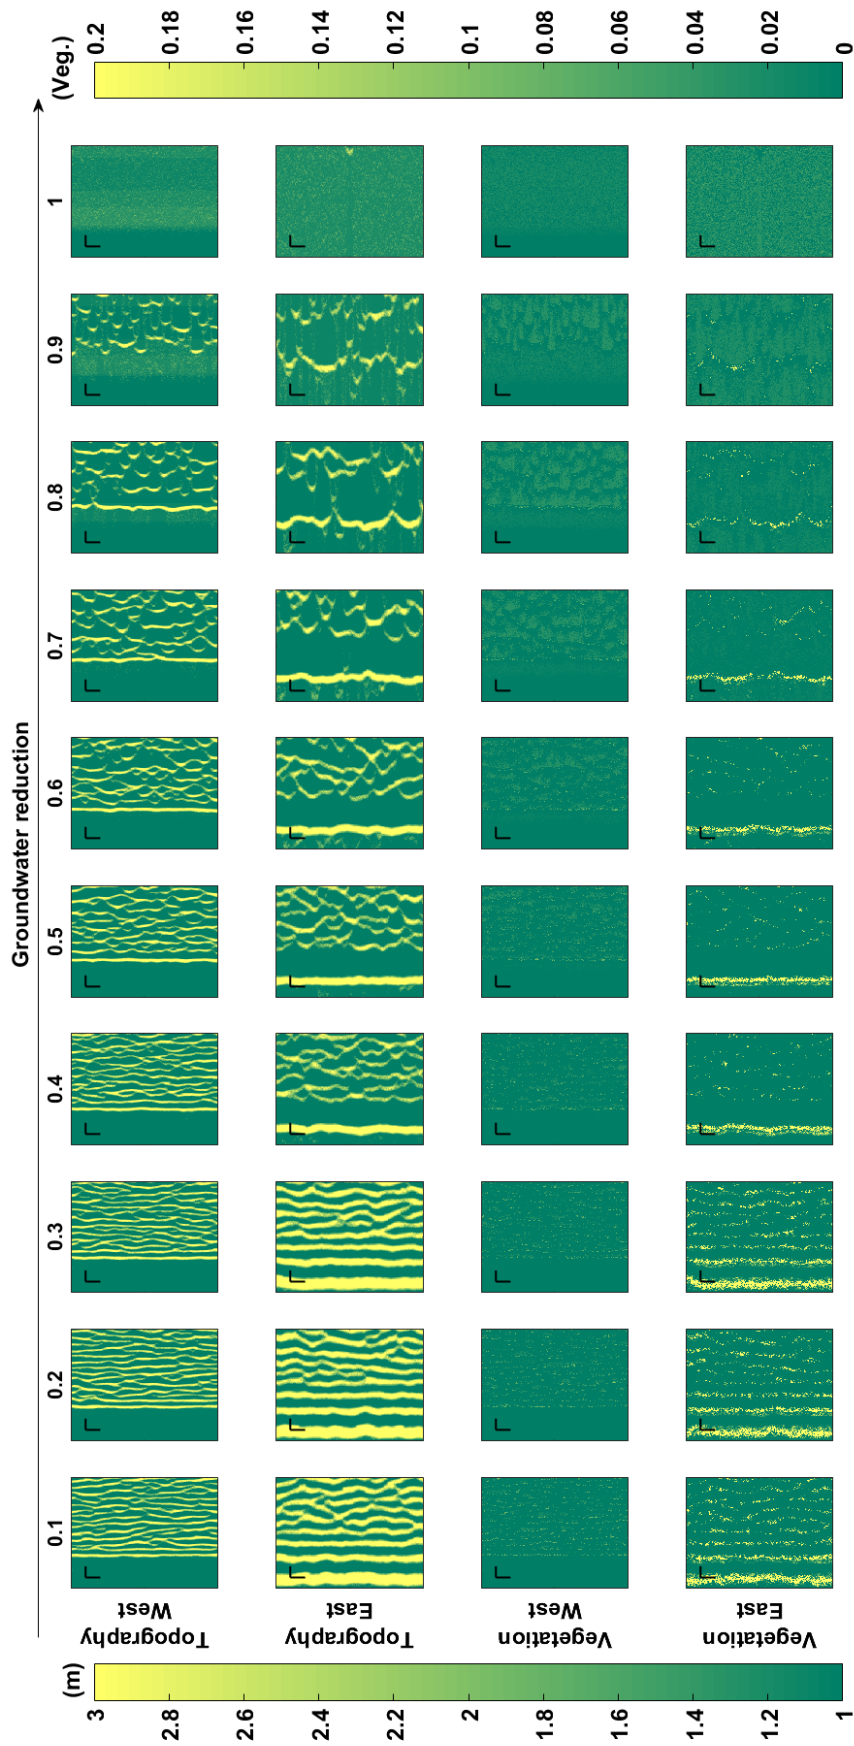 Groundwater reduction
0.1 0.2 0.3 0.4 0.5 0.6 0.7 0.8 0.9 1
(m)
3
2.8
2.6
2.4
2.2
2
1.8
1.6
1.4
1.2
1
Topography
West
Topography
East
Vegetation
West
Vegetation
East
(Veg.)
0.2
0.18
0.16
0.14
0.12
0.1
0.08
0.06
0.04
0.02
0